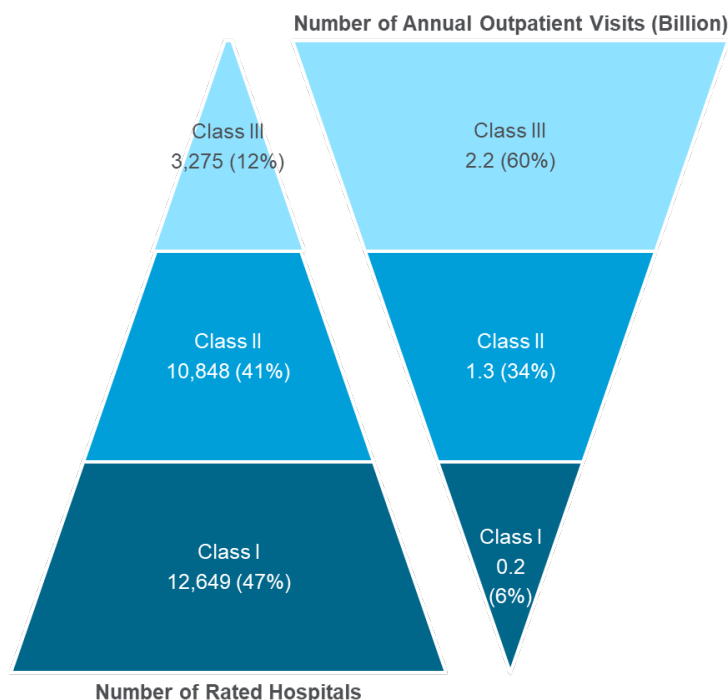 Number of Annual Outpatient Visits (Billion)
Class III
3,275 (12%)
Class III
2.2 (60%)
Class II
10,848 (41%)
Class II
1.3 (34%)
Class I
12,649 (47%)
Class I
0.2
(6%)
Number of Rated Hospitals